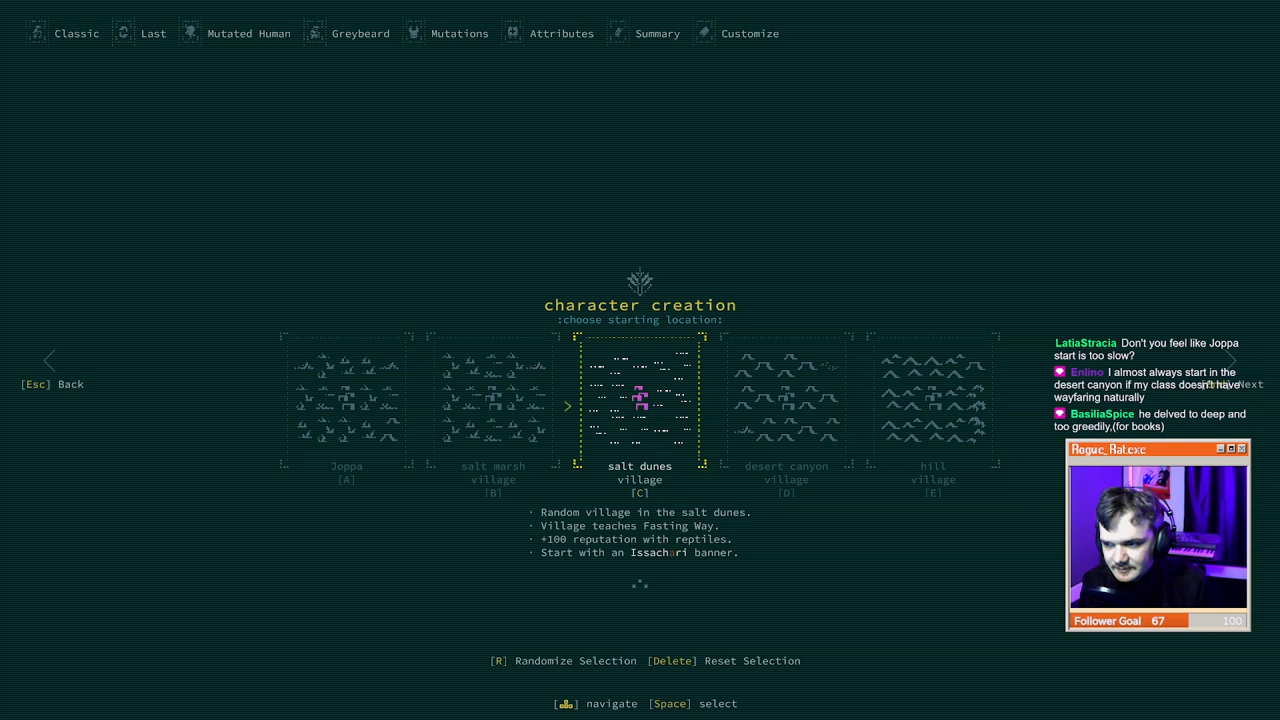 Classic Last Mutated Human Greybeard Mutations Attributes Summary Customize
character creation
:choose starting location:
[Esc] Back
Joppa
[A]
salt marsh
village
[B]
salt dunes
village
[C]
desert canyon
village
[D]
hill
village
[E]
· Random village in the salt dunes.
· Village teaches Fasting Way.
· +100 reputation with reptiles.
· Start with an Issachari banner.
[R] Randomize Selection [Delete] Reset Selection
[ ] navigate [Space] select
LatiaStracia Don't you feel like Joppa
start is too slow?
Enlino I almost always start in the
desert canyon if my class doesn't have
wayfaring naturally
Next
BasiliaSpice he delved to deep and
too greedily,(for books)
Rogue_Rat.exe
Follower Goal 67 100